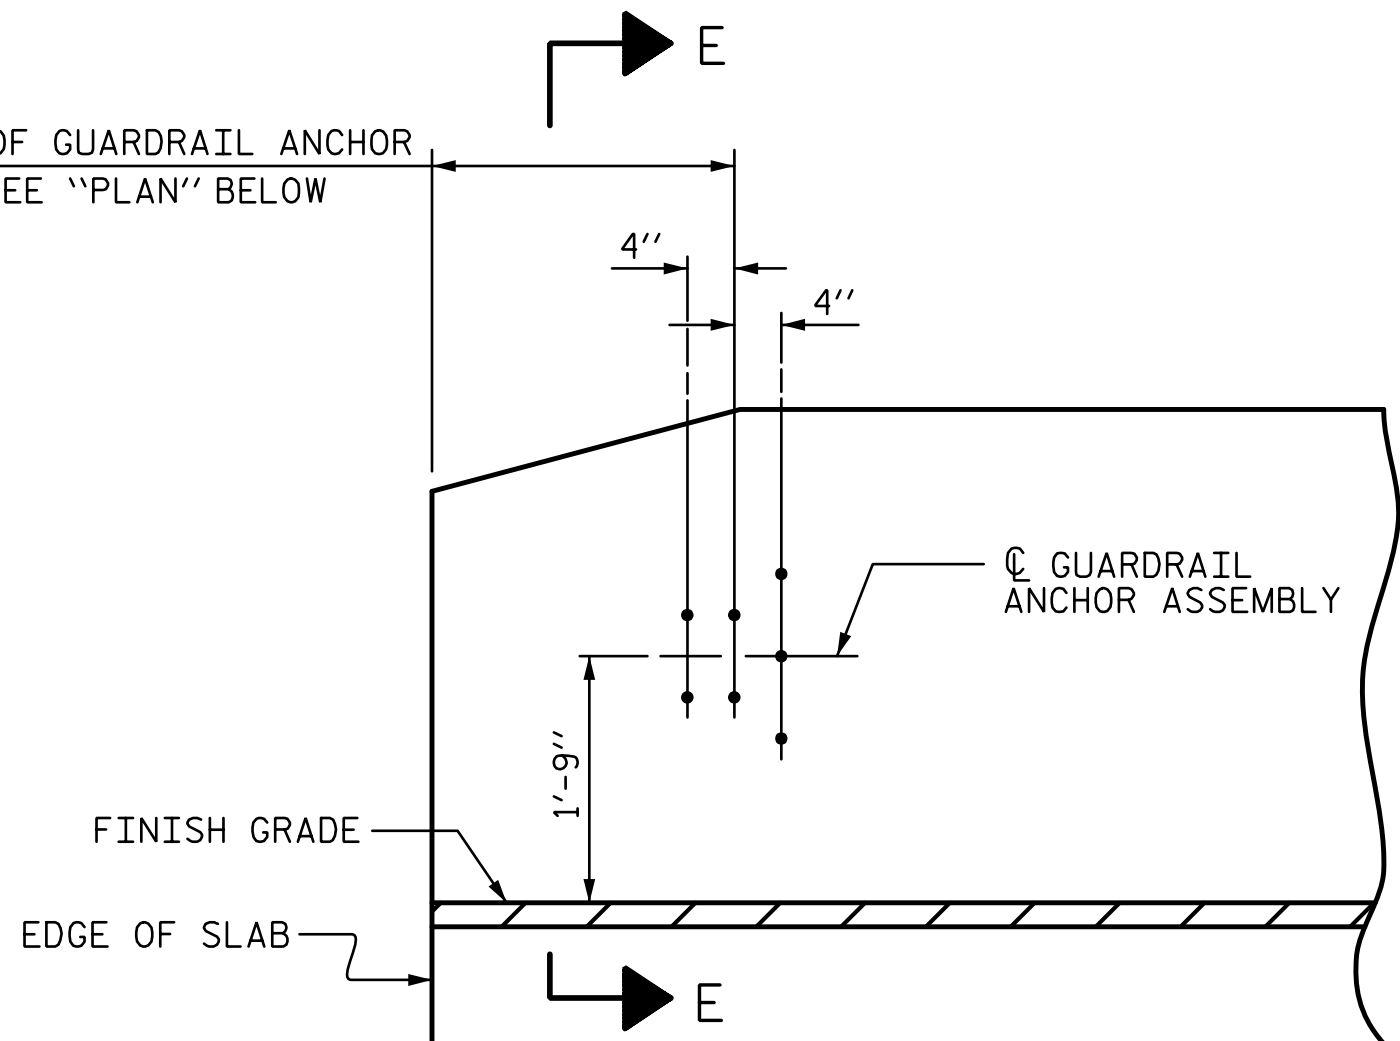 E
OF GUARDRAIL ANCHOR
EE "PLAN" BELOW
4"
4"
℄ GUARDRAIL
ANCHOR ASSEMBLY
1'-9"
FINISH GRADE
EDGE OF SLAB
E